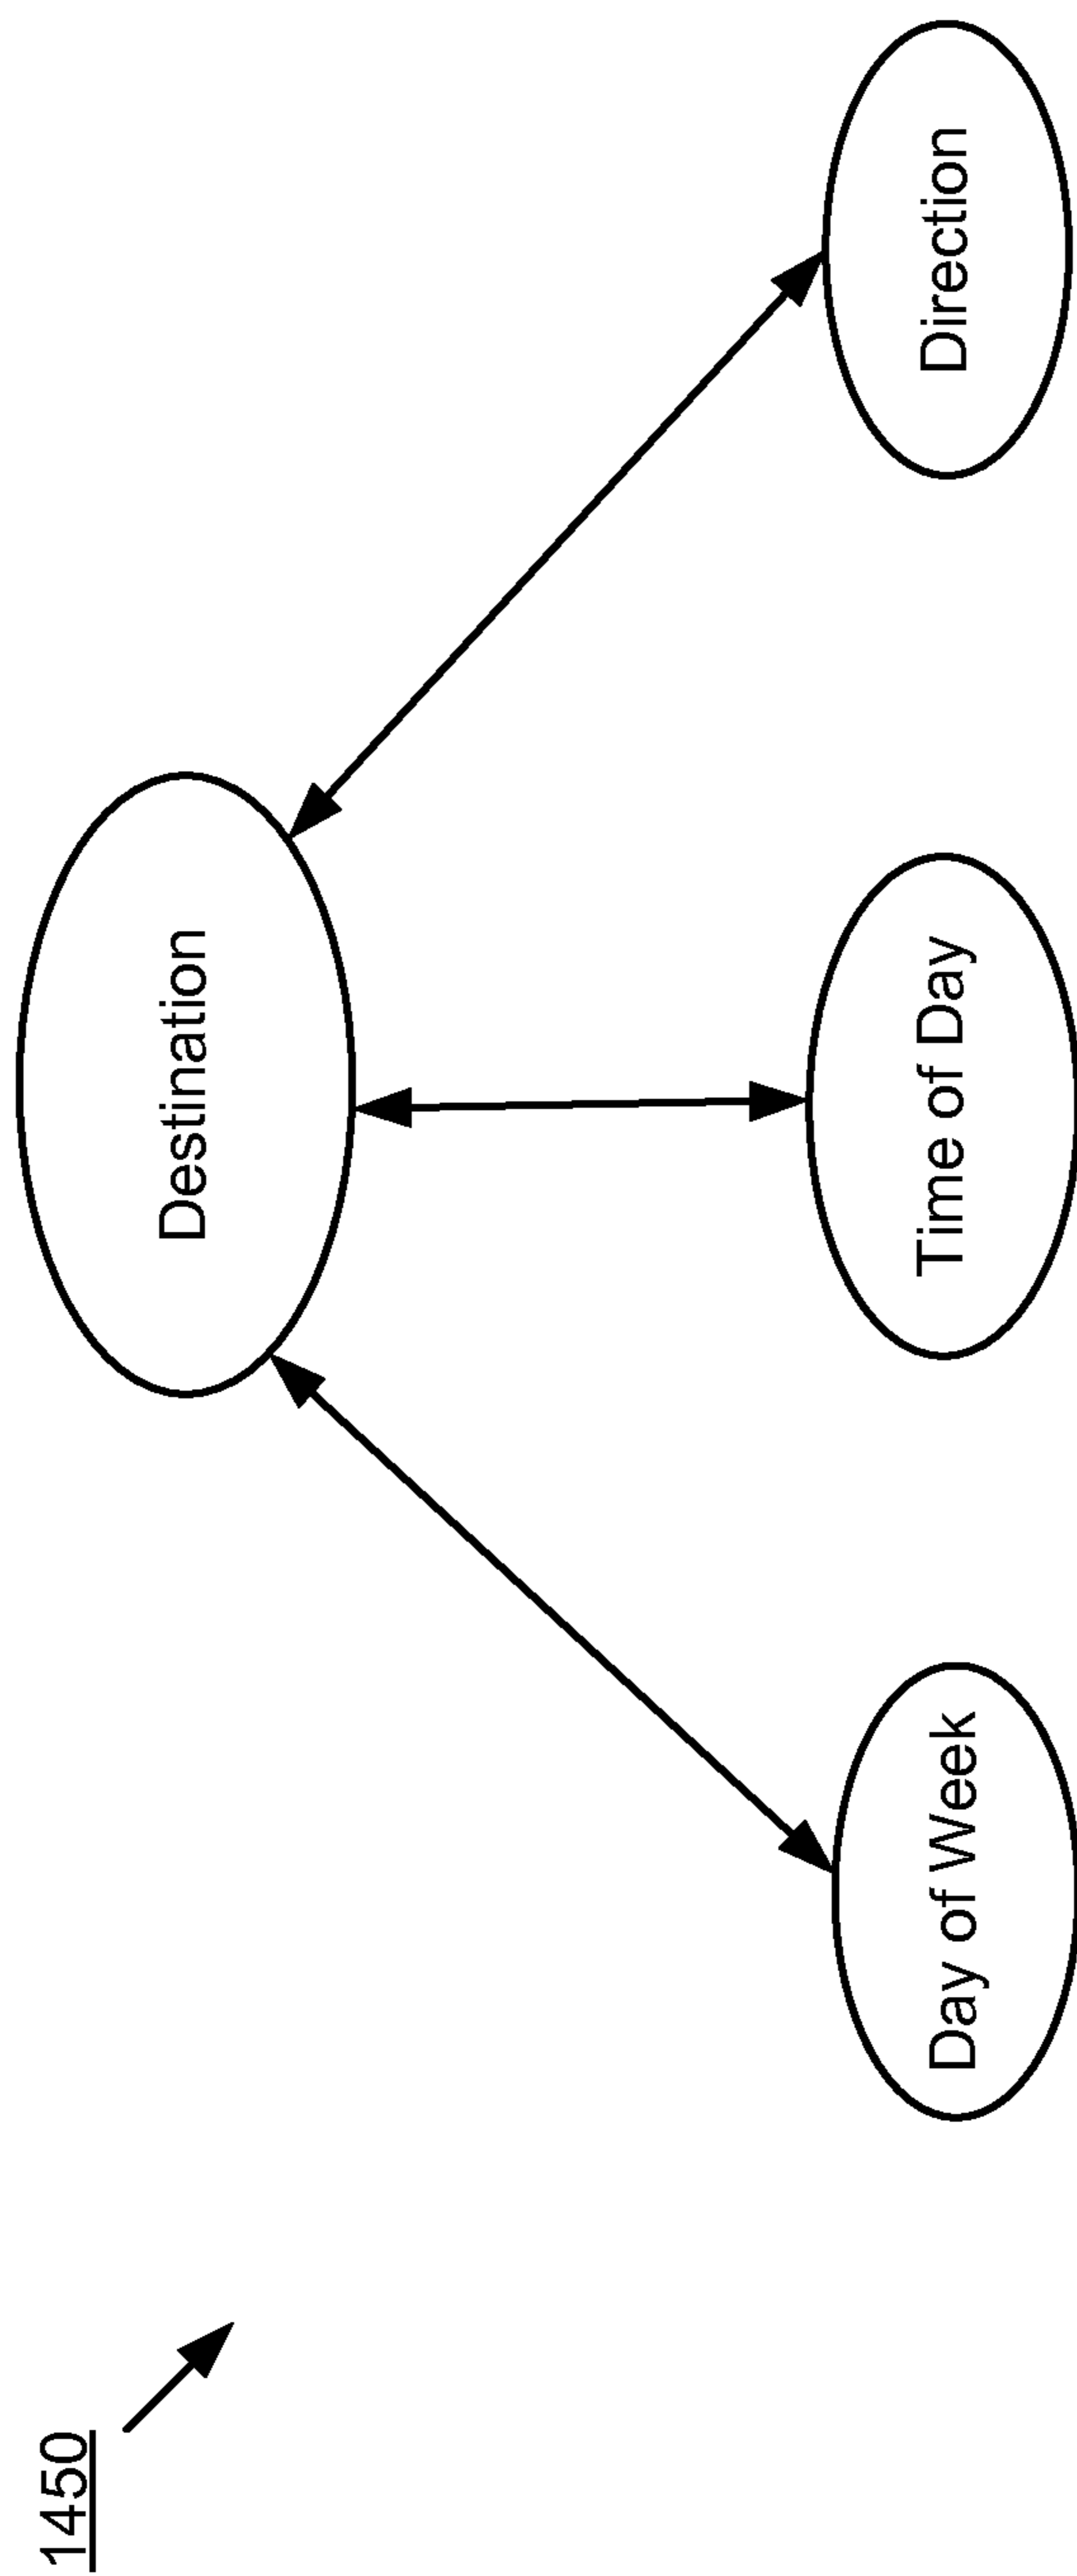 1450
Destination
Day of Week
Time of Day
Direction